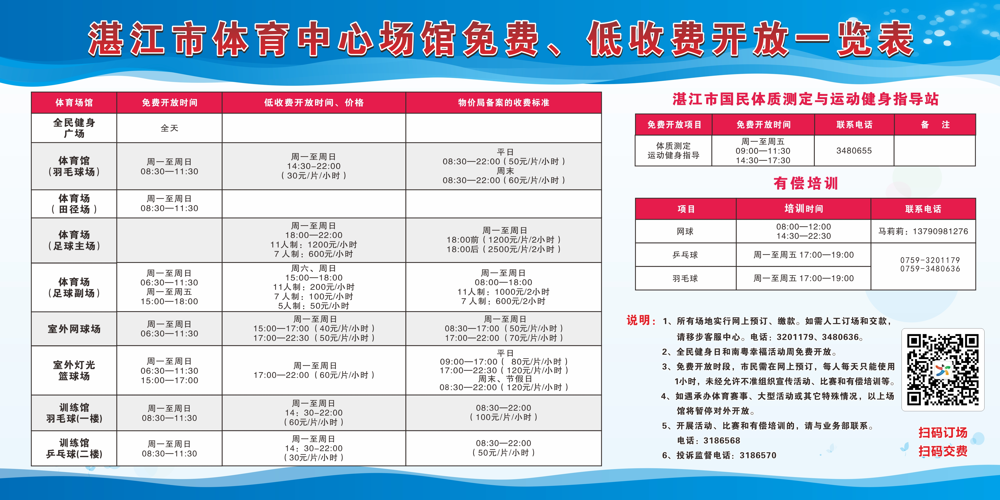 湛江市体育中心场馆免费、低收费开放一览表
体育场馆 免费开放时间 低收费开放时间、价格 物价局备案的收费标准
全民健身
广场
全天
体育馆
（羽毛球场）
周一至周日
08:30—11:30
周一至周日
14:30-22:00
（30元/片/小时）
平日
08:30—22:00（50元/片/小时）
周末
08:30—22:00（60元/片/小时）
体育场
（田径场）
周一至周日
08:30—11:30
体育场
（足球主场）
周一至周日
18:00—22:00
11人制：1200元/小时
7 人制：600元/小时
周一至周日
18:00前（1200元/片/2小时）
18:00后（2500元/片/2小时）
体育场
（足球副场）
周一至周日
06:30—11:30
周一至周五
15:00—18:00
周六、周日
15:00—18:00
11人制：200元/小时
7 人制：100元/小时
5人制：50元/小时
周一至周日
08:00—18:00
11人制：1000元/2小时
7 人制：600元/2小时
室外网球场
周一至周日
06:30—11:30
周一至周日
15:00—17:00（40元/片/小时）
17:00—22:30（50元/片/小时）
周一至周日
08:30—17:00（50元/片/小时）
17:00—22:00（70元/片/小时）
室外灯光
篮球场
周一至周日
06:30—11:30
15:00—17:00
周一至周日
17:00—22:00（60元/片/小时）
平日
09:00—17:00（ 80元/片/小时）
17:00—22:30（120元/片/小时）
周末、节假日
08:30—22:00（120元/片/小时）
训练馆
羽毛球(一楼)
周一至周日
08:30—11:30
周一至周日
14：30-22:00
（60元/片/小时）
08:30—22:00
（100元/片/小时）
训练馆
乒乓球(二楼)
周一至周日
08:30—11:30
周一至周日
14：30-22:00
（30元/片/小时）
08:30—22:00
（50元/片/小时）
湛江市国民体质测定与运动健身指导站
免费开放项目 免费开放时间 联系电话 备 注
体质测定
运动健身指导
周一至周五
09:00—11:30
14:30—17:30
3480655
有偿培训
项目 培训时间 联系电话
网球
08:00—12:00
14:30—22:30
马莉莉：13790981276
乒乓球 周一至周五 17:00—19:00
0759-3201179
0759-3480636
羽毛球 周一至周五 17:00—19:00
说明：1、所有场地实行网上预订、缴款。如需人工订场和交款，
请移步客服中心。电话：3201179、3480636。
2、全民健身日和南粤幸福活动周免费开放。
3、免费开放时段，市民需在网上预订，每人每天只能使用
1小时，未经允许不准组织宣传活动、比赛和有偿培训等。
4、如遇承办体育赛事、大型活动或其它特殊情况，以上场
馆将暂停对外开放。
5、开展活动、比赛和有偿培训的，请与业务部联系。
电话：3186568
6、投诉监督电话：3186570
扫码订场
扫码交费